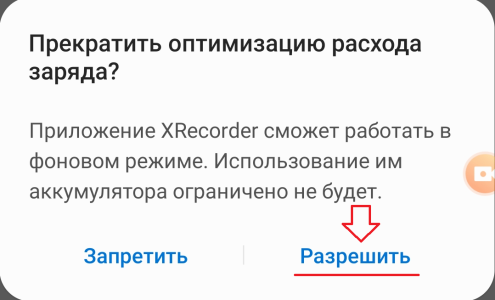 Прекратить оптимизацию расхода
заряда?
Приложение XRecorder сможет работать в
фоновом режиме. Использование им
аккумулятора ограничено не будет.
Запретить Разрешить